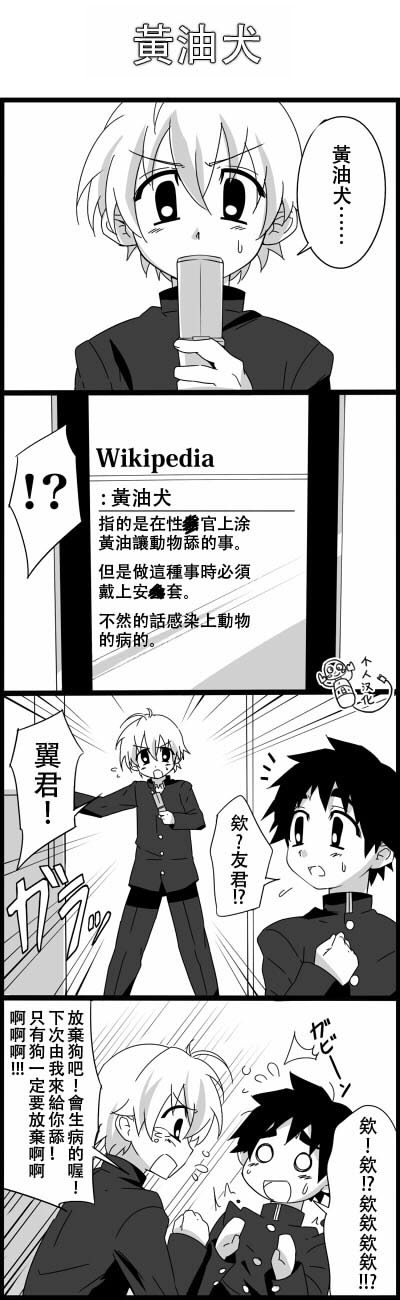 黃油犬
黃油犬……
!?
Wikipedia
:黃油犬
指的是在性官上涂
黃油讓動物舔的事。
但是做這種事時必須
戴上安套。
不然的話感染上動物
的病的。
个人汉化
翼君！
欸？友君!?
ガラッ
放棄狗吧！會生病的喔！
下次由我來給你舔！
只有狗一定要放棄啊啊
啊啊啊!!!
ガビーン
欸！欸!?欸欸欸欸!!?